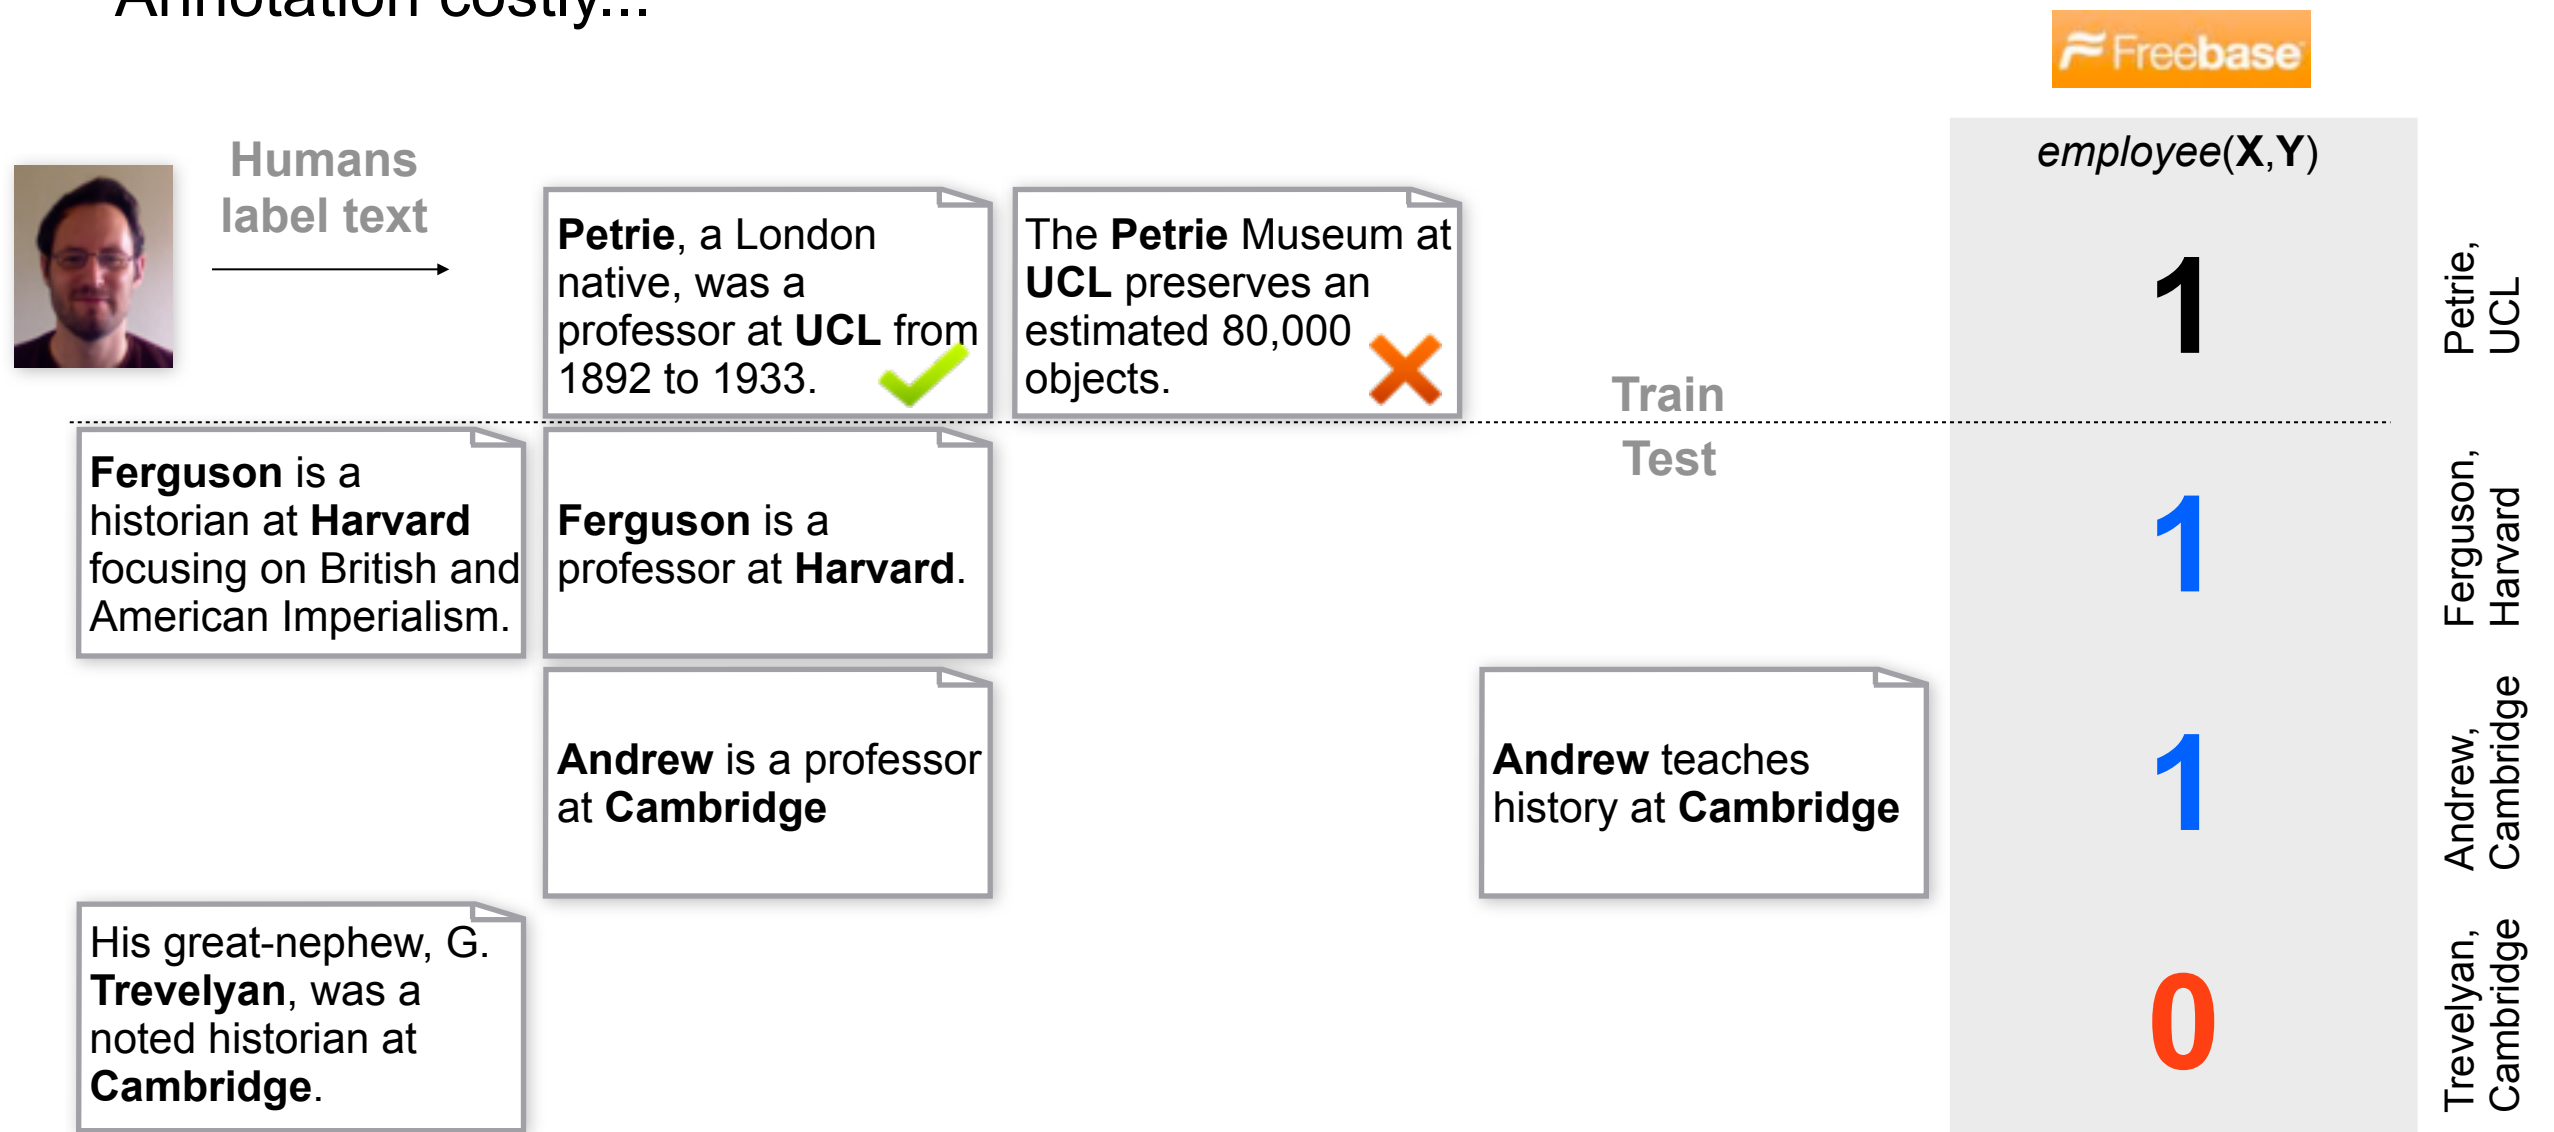 Annotation costly...
Freebase
employee(X,Y)
Humans
label text
Petrie, a London
native, was a
professor at UCL from
1892 to 1933.
The Petrie Museum at
UCL preserves an
estimated 80,000
objects.
1
Petrie,
UCL
Train
Test
Ferguson is a
historian at Harvard
focusing on British and
American Imperialism.
Ferguson is a
professor at Harvard.
1
Ferguson,
Harvard
Andrew is a professor
at Cambridge
Andrew teaches
history at Cambridge
1
Andrew,
Cambridge
His great-nephew, G.
Trevelyan, was a
noted historian at
Cambridge.
0
Trevelyan,
Cambridge